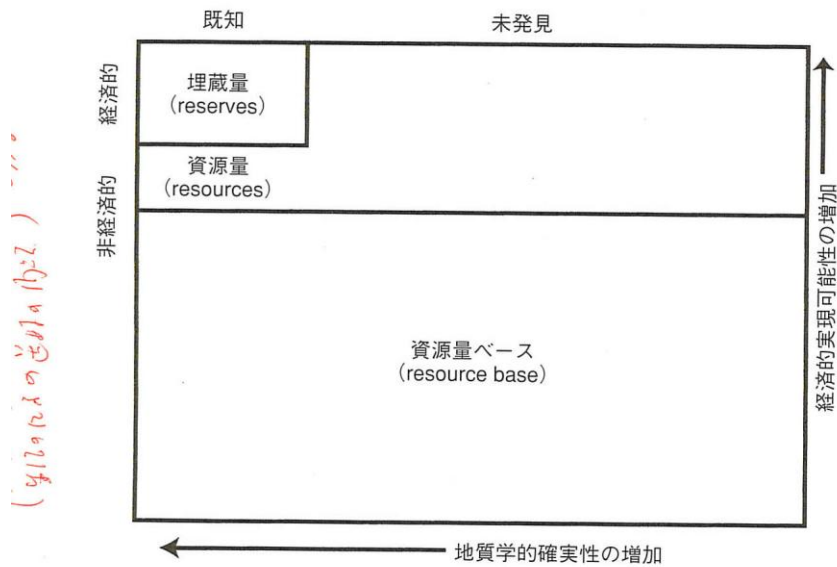 既知
未発見
経済的
埋蔵量
(reserves)
資源量
(resources)
非経済的
資源量ベース
(resource base)
経済的実現可能性の増加
地質学的確実性の増加